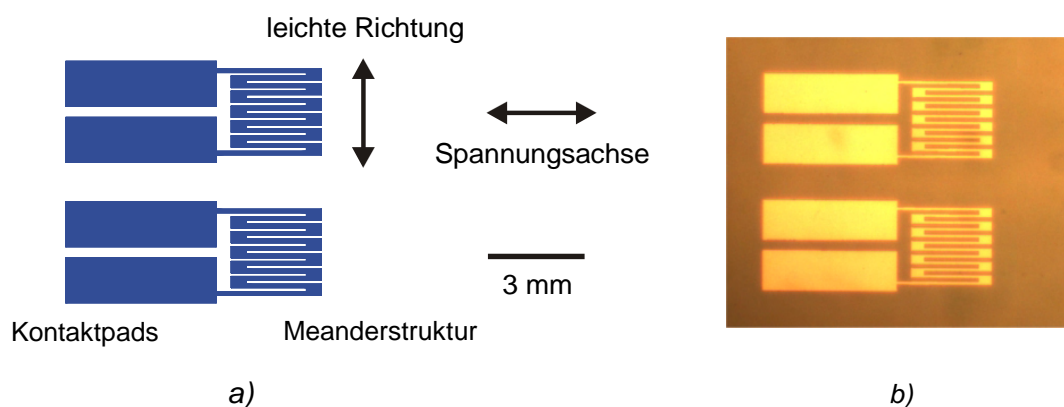 leichte Richtung
Spannungsachse
3 mm
Kontaktpads
Meanderstruktur
a)
b)